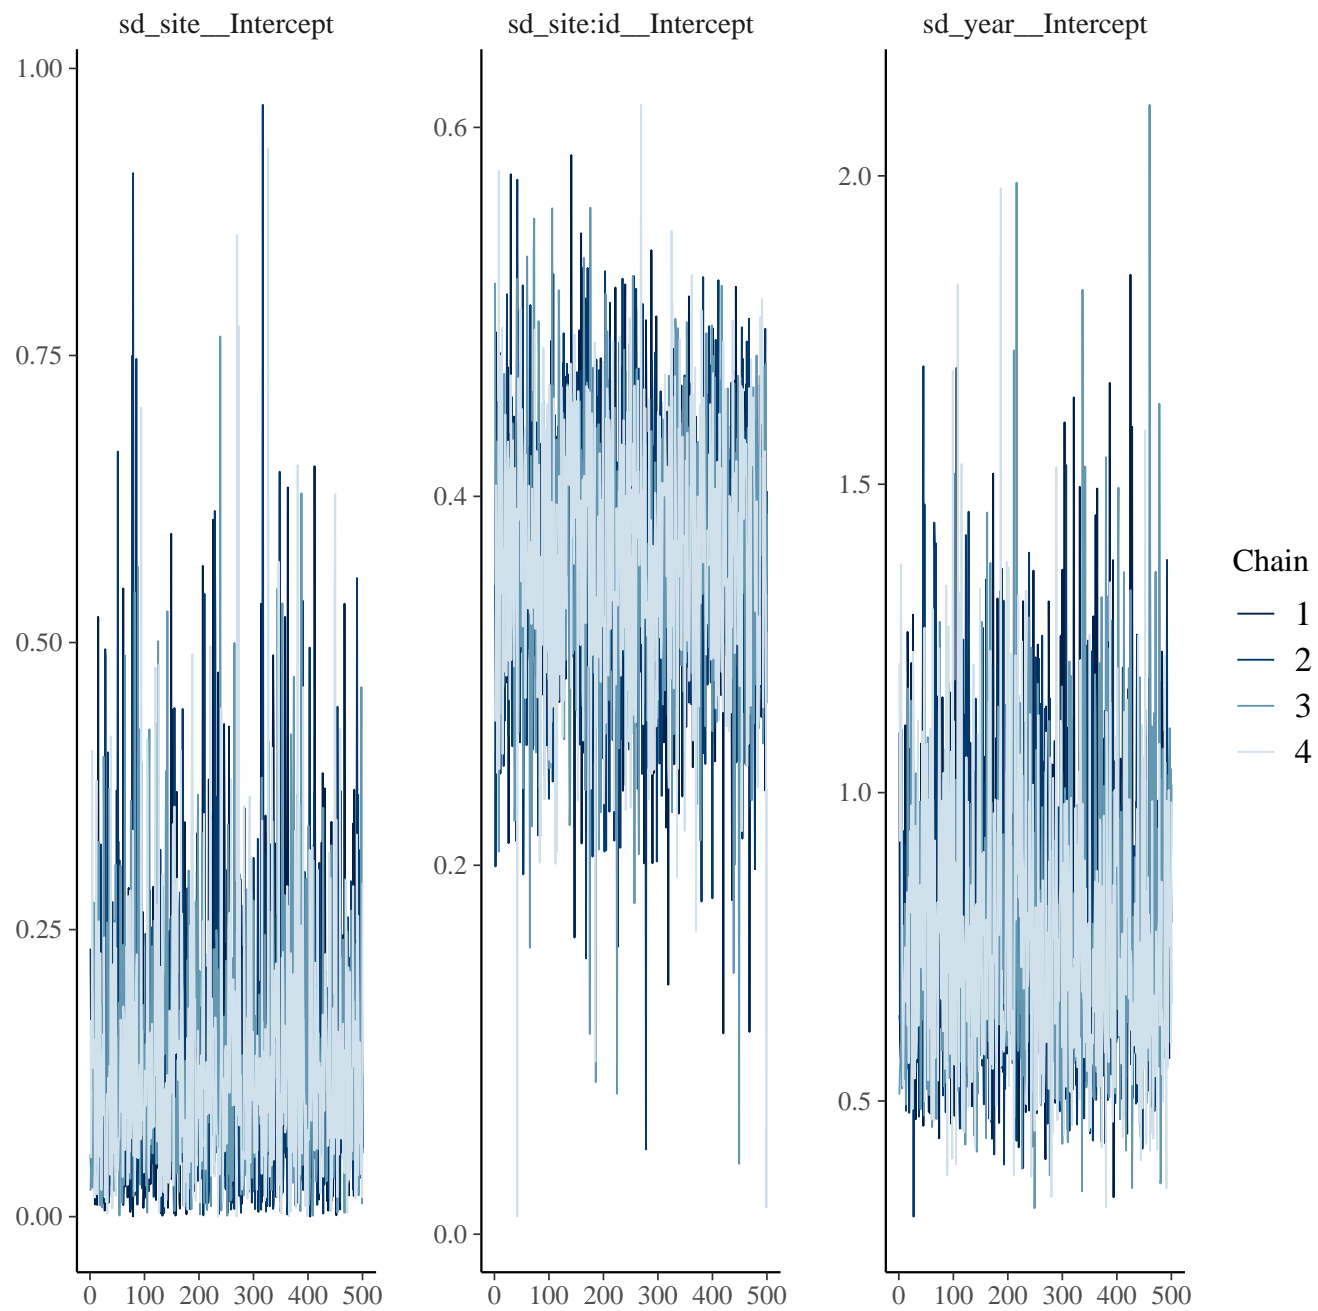 sd_site__Intercept
1.00
0.75
0.50
0.25
0.00
0 100 200 300 400 500
sd_site:id__Intercept
0.6
0.4
0.2
0.0
0 100 200 300 400 500
sd_year__Intercept
2.0
1.5
1.0
0.5
0 100 200 300 400 500
Chain
1
2
3
4